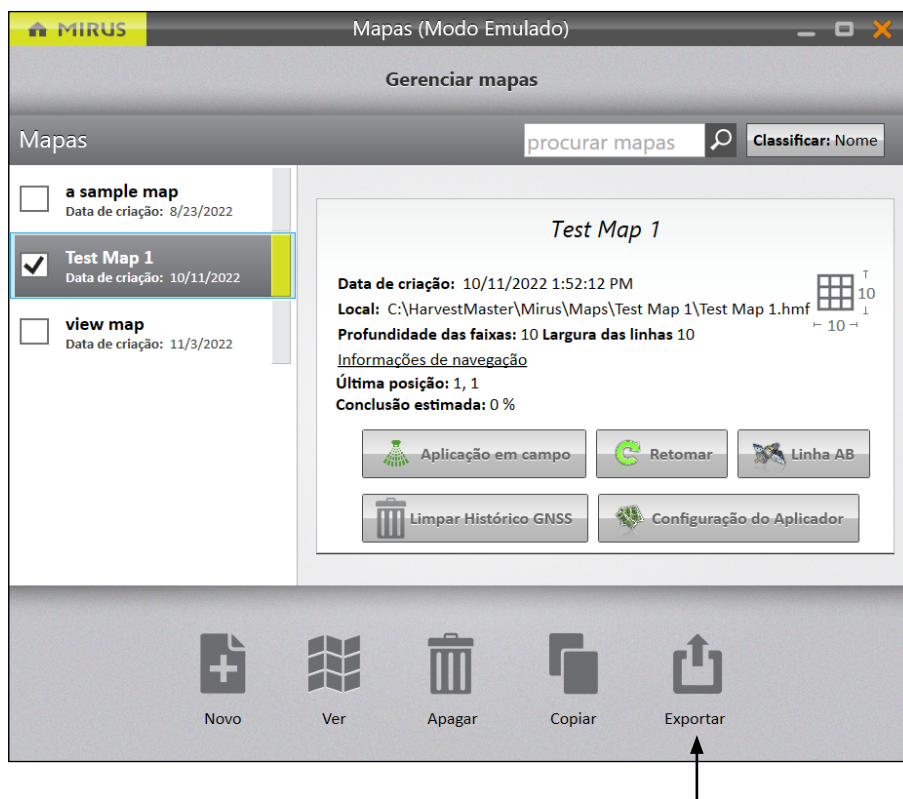 MIRUS
Mapas (Modo Emulado)
Gerenciar mapas
Mapas
procurar mapas
Classificar: Nome
a sample map
Data de criação: 8/23/2022
Test Map 1
Data de criação: 10/11/2022
view map
Data de criação: 11/3/2022
Test Map 1
Data de criação: 10/11/2022 1:52:12 PM
Local: C:\HarvestMaster\Mirus\Maps\Test Map 1\Test Map 1.hmf
Profundidade das faixas: 10 Largura das linhas 10
10
10
Informações de navegação
Última posição: 1, 1
Conclusão estimada: 0 %
Aplicação em campo
Retomar
Linha AB
Limpar Histórico GNSS
Configuração do Aplicador
Novo
Ver
Apagar
Copiar
Exportar